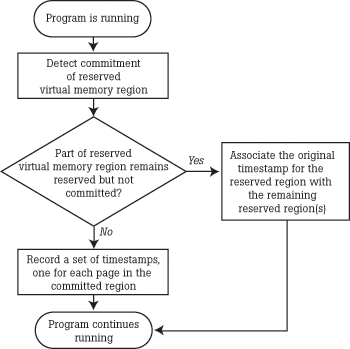 Program is running
Detect commitment
of reserved
virtual memory region
Part of reserved
virtual memory region remains
reserved but not
committed?
Yes
Associate the original
timestamp for the
reserved region with
the remaining
reserved region(s)
No
Record a set of timestamps,
one for each page in the
committed region
Program continues
running